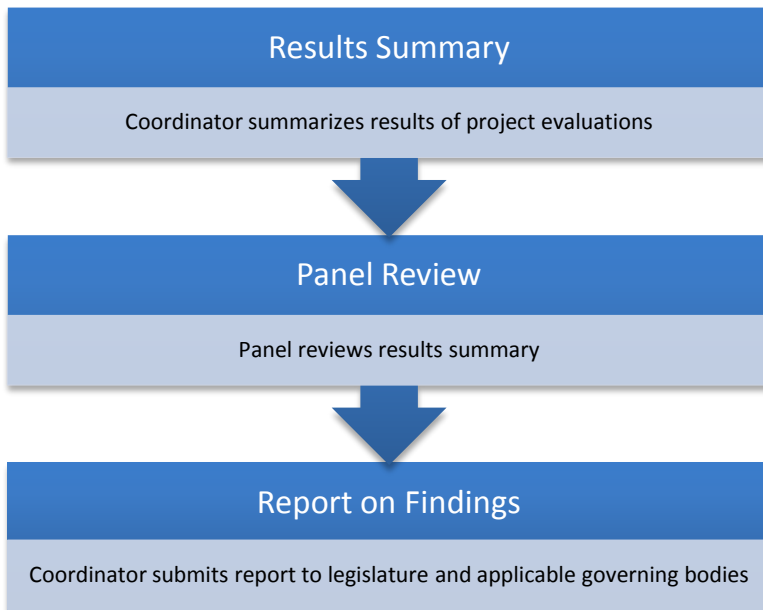 Results Summary
Coordinator summarizes results of project evaluations
Panel Review
Panel reviews results summary
Report on Findings
Coordinator submits report to legislature and applicable governing bodies